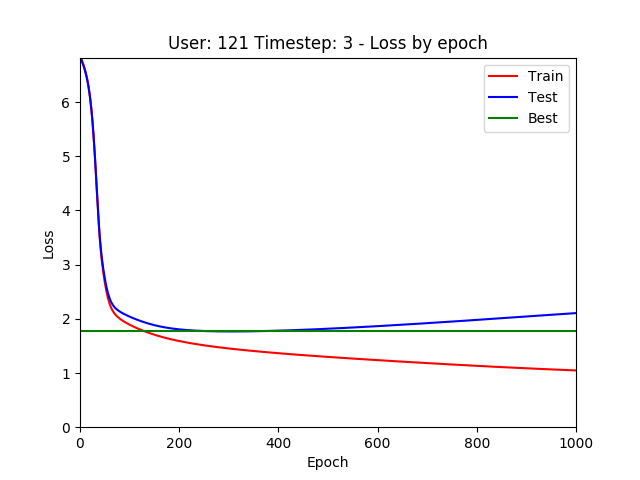 User: 121 Timestep: 3 - Loss by epoch
Train
Test
Best
Loss
6
5
4
3
2
1
0
0 200 400 600 800 1000
Epoch